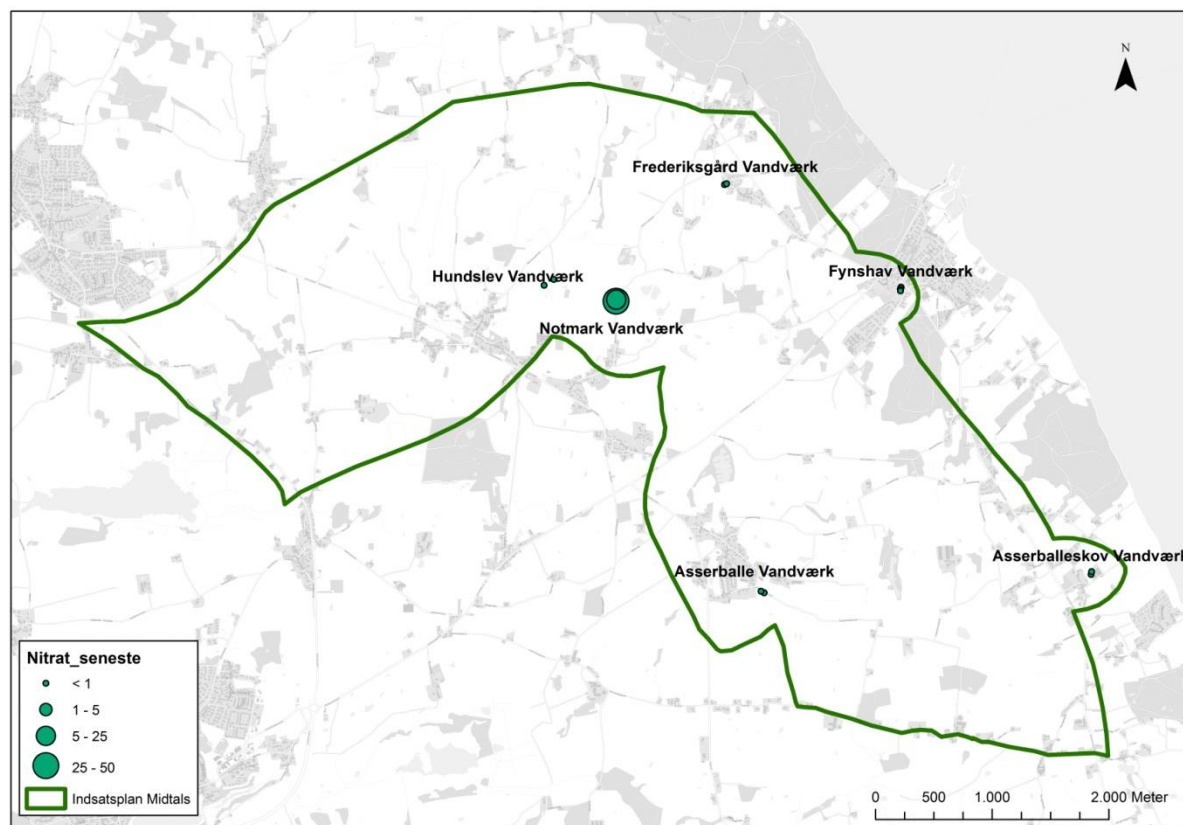 N
Frederiksgård Vandværk
Hundslev Vandværk
Fynshav Vandværk
Notmark Vandværk
Asserballeskov Vandværk
Asserballe Vandværk
Nitrat_seneste
< 1
1 - 5
5 - 25
25 - 50
Indsatsplan Midtals
0 500 1.000 2.000 Meter